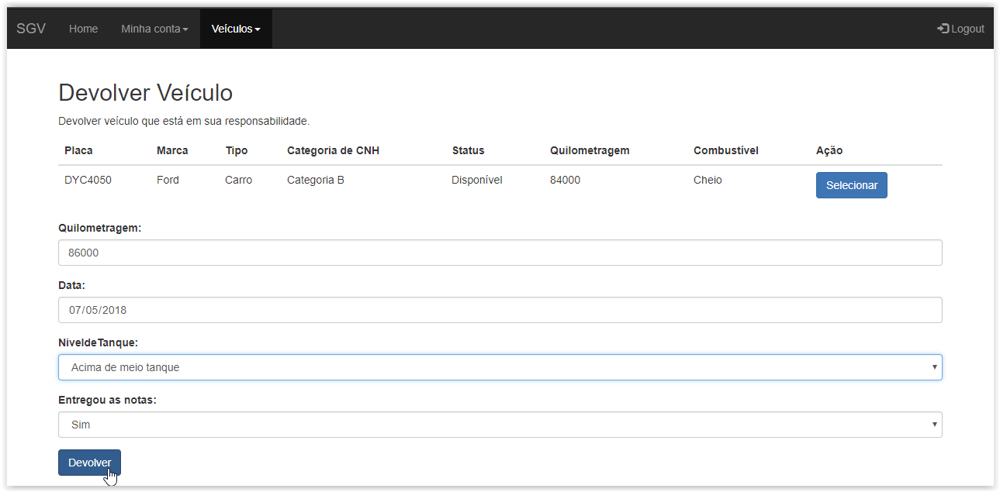 SGV Home Minha conta Veículos Logout
Devolver Veículo
Devolver veículo que está em sua responsabilidade.
Placa Marca Tipo Categoria de CNH Status Quilometragem Combustível Ação
DYC4050 Ford Carro Categoria B Disponível 84000 Cheio Selecionar
Quilometragem:
86000
Data:
07/05/2018
NiveldeTanque:
Acima de meio tanque
Entregou as notas:
Sim
Devolver